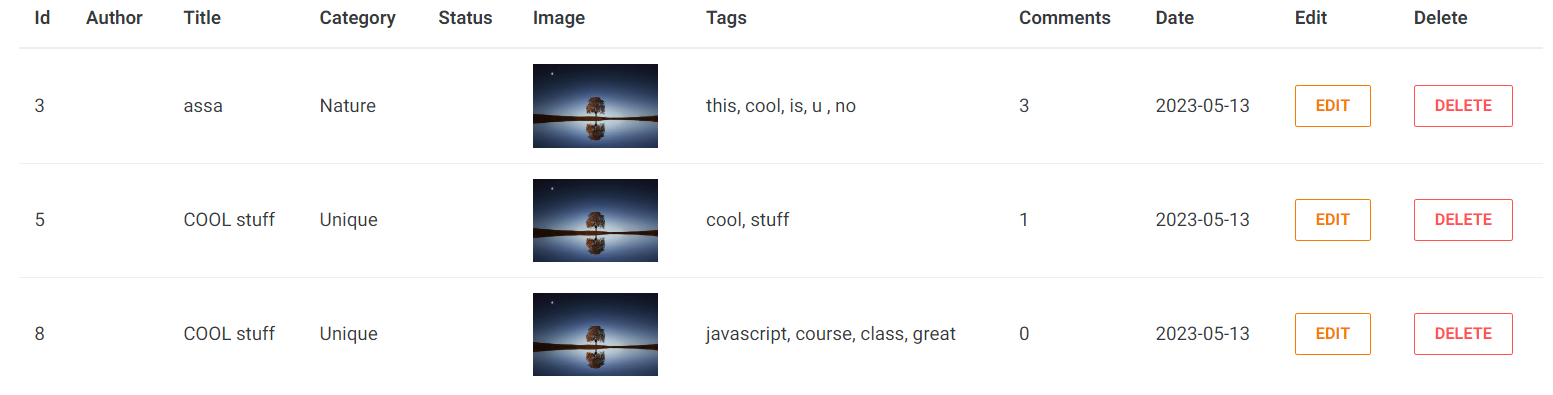 Id Author Title Category Status Image Tags Comments Date Edit Delete
3 assa Nature this, cool, is, u , no 3 2023-05-13 EDIT DELETE
5 COOL stuff Unique cool, stuff 1 2023-05-13 EDIT DELETE
8 COOL stuff Unique javascript, course, class, great 0 2023-05-13 EDIT DELETE